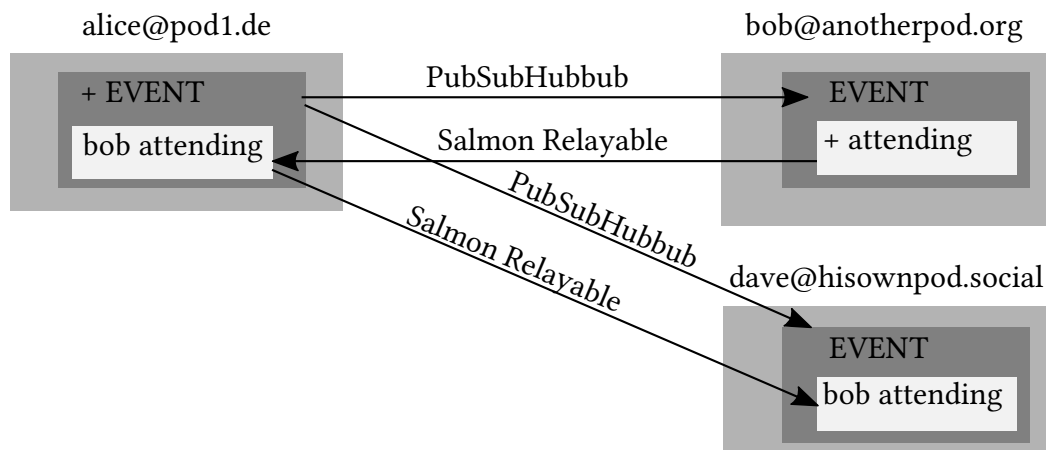 alice@pod1.de
bob@anotherpod.org
+ EVENT
PubSubHubbub
EVENT
bob attending
Salmon Relayable
+ attending
PubSubHubbub
Salmon Relayable
dave@hisownpod.social
EVENT
bob attending